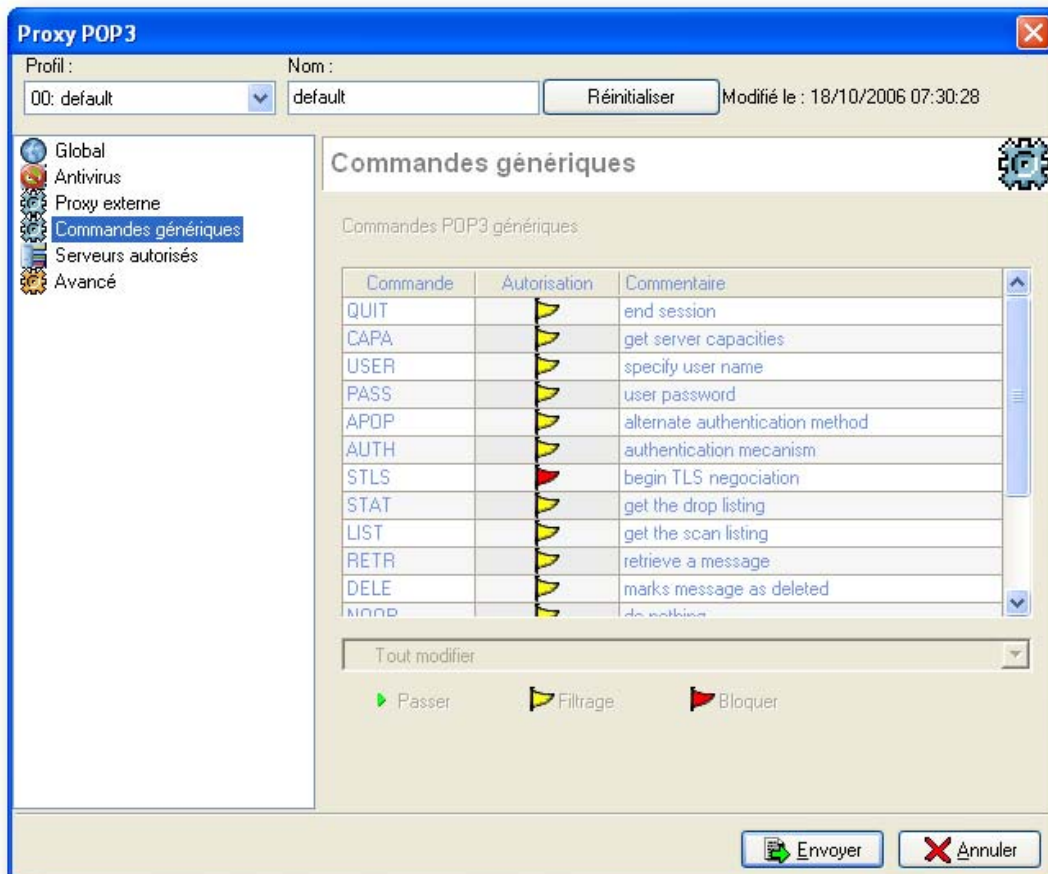 Proxy POP3
Profil :
Nom :
00: default
default
Réinitialiser
Modifié le : 18/10/2006 07:30:28
Global
Antivirus
Proxy externe
Commandes génériques
Serveurs autorisés
Avancé
Commandes génériques
Commandes POP3 génériques
Commande Autorisation Commentaire
QUIT end session
CAPA get server capacities
USER specify user name
PASS user password
APOP alternate authentication method
AUTH authentication mecanism
STLS begin TLS negociation
STAT get the drop listing
LIST get the scan listing
RETR retrieve a message
DELE marks message as deleted
NOOP do nothing
Tout modifier
Passer Filtrage Bloquer
Envoyer Annuler